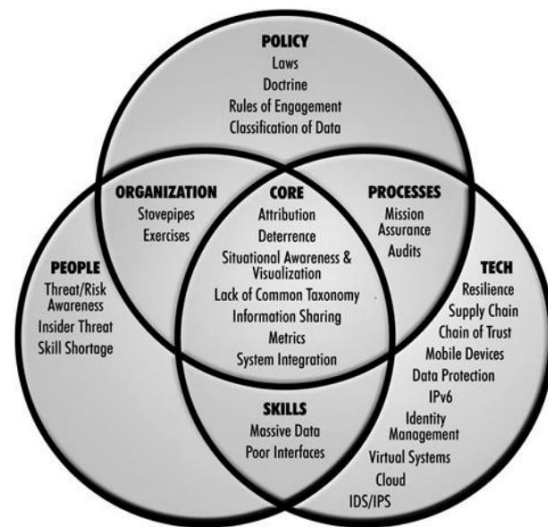 POLICY
Laws
Doctrine
Rules of Engagement
Classification of Data
ORGANIZATION
Stovepipes
Exercises
CORE
Attribution
Deterrence
Situational Awareness &
Visualization
Lack of Common Taxonomy
Information Sharing
Metrics
System Integration
PROCESSES
Mission
Assurance
Audits
PEOPLE
Threat/Risk
Awareness
Insider Threat
Skill Shortage
TECH
Resilience
Supply Chain
Chain of Trust
Mobile Devices
Data Protection
IPv6
Identity
Management
Virtual Systems
Cloud
IDS/IPS
SKILLS
Massive Data
Poor Interfaces